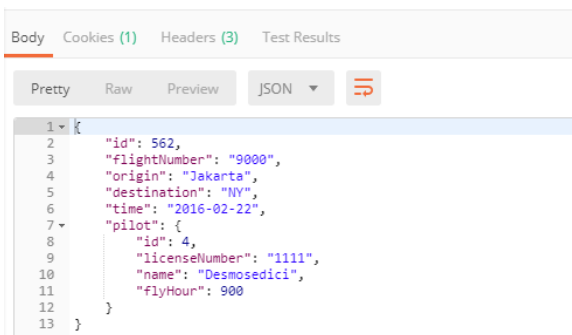 Body Cookies (1) Headers (3) Test Results
Pretty Raw Preview JSON
1 {
2 "id": 562,
3 "flightNumber": "9000",
4 "origin": "Jakarta",
5 "destination": "NY",
6 "time": "2016-02-22",
7 "pilot": {
8 "id": 4,
9 "licenseNumber": "1111",
10 "name": "Desmosedici",
11 "flyHour": 900
12 }
13 }